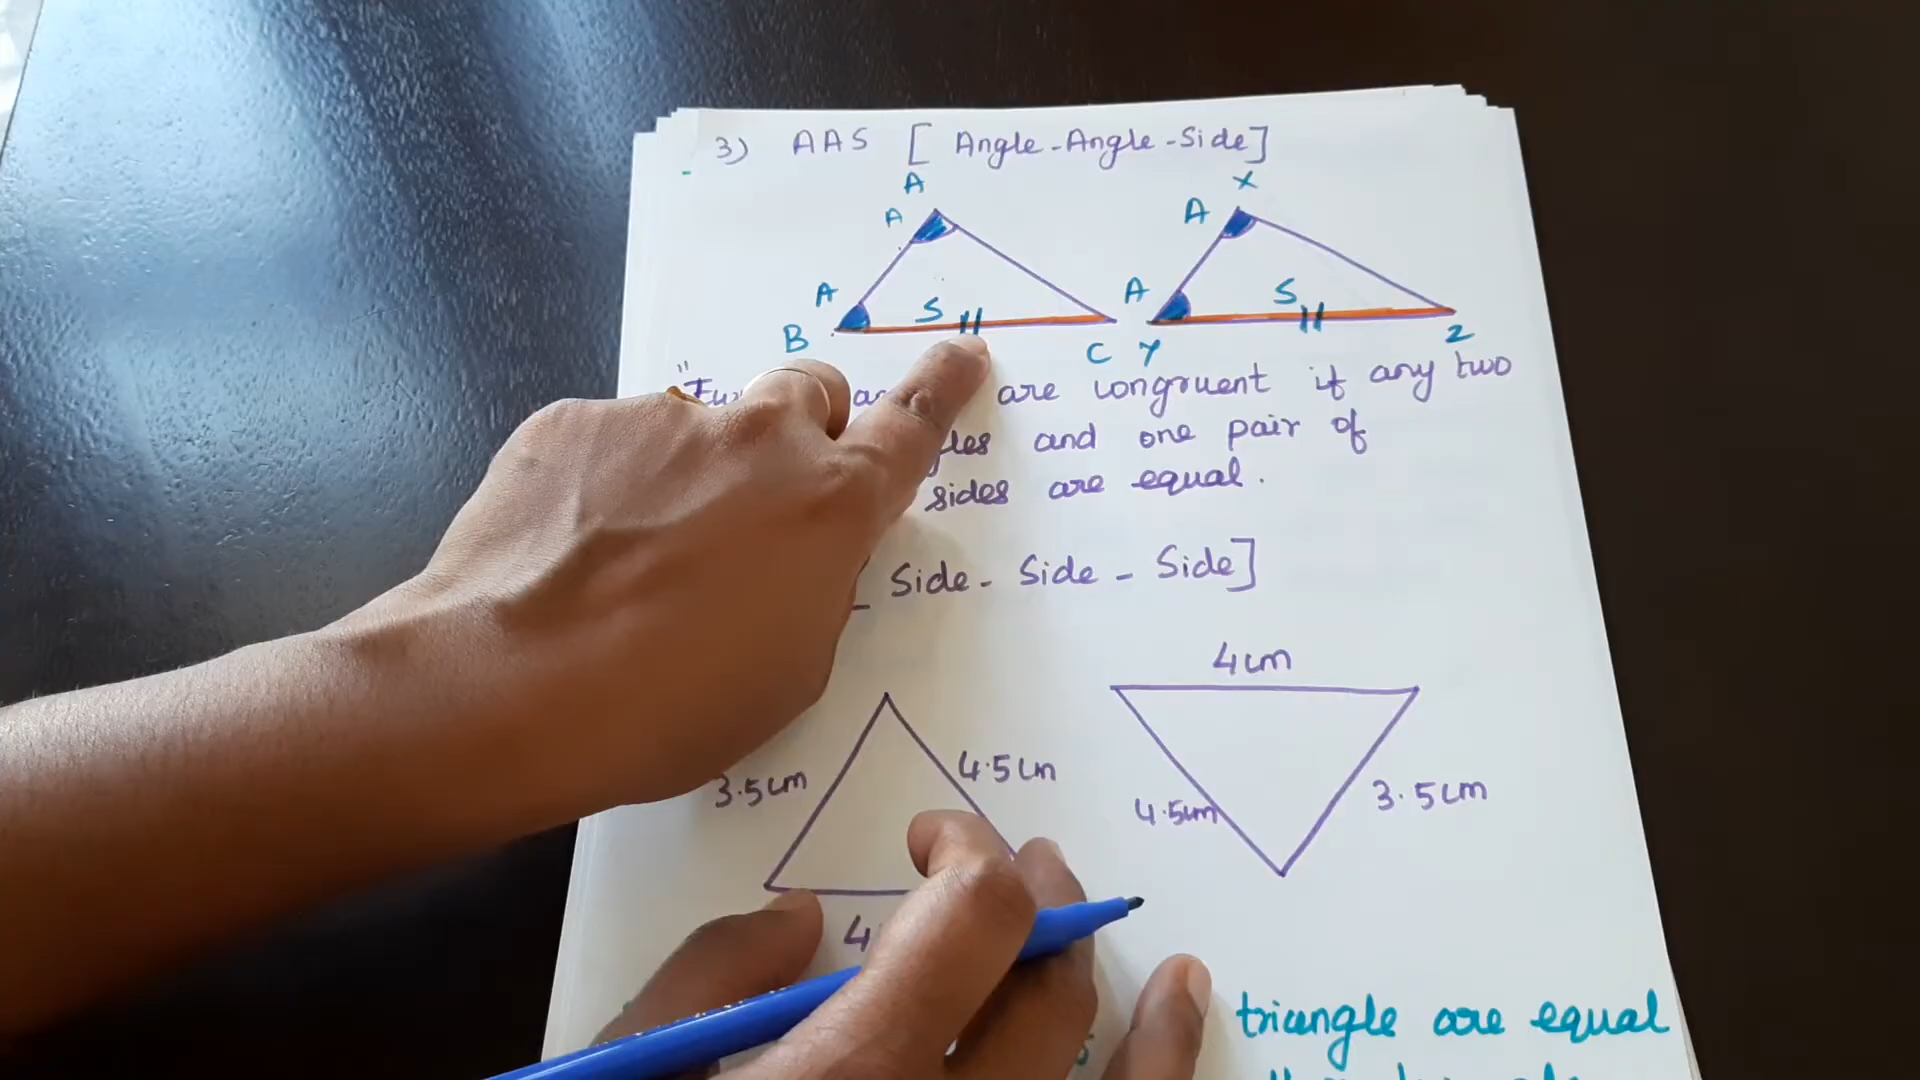 3) AAS [Angle-Angle-Side]
A X
A A
A S A S
B C Y Z
are congruent if any two
and one pair of
sides are equal.
Side - Side - Side]
4cm
3.5cm 4.5cm
4.5cm 3.5cm
triangle are equal